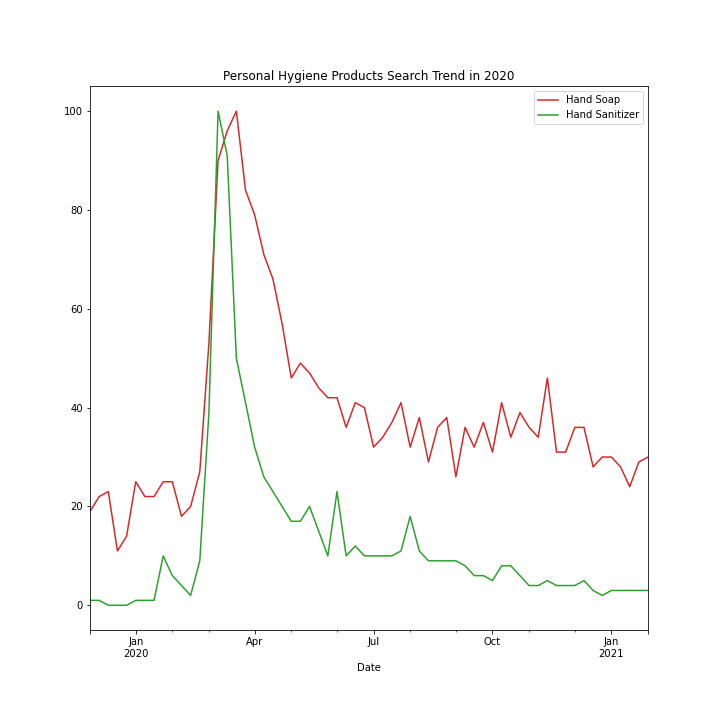 Personal Hygiene Products Search Trend in 2020
Hand Soap
Hand Sanitizer
100
80
60
40
20
0
Jan Apr Jul Oct Jan
2020 2021
Date